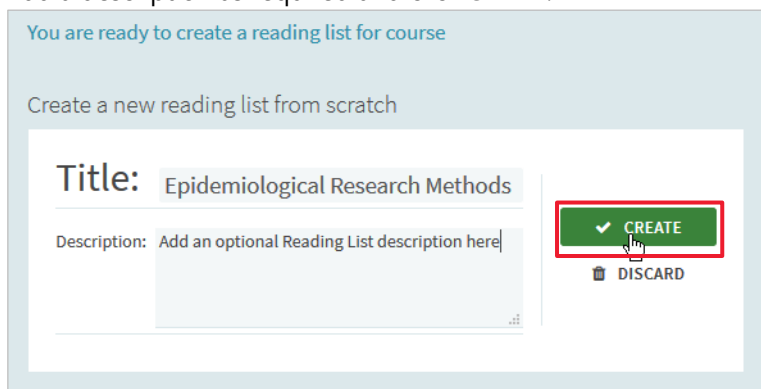 You are ready to create a reading list for course
Create a new reading list from scratch
Title: Epidemiological Research Methods
Description: Add an optional Reading List description here
CREATE
DISCARD